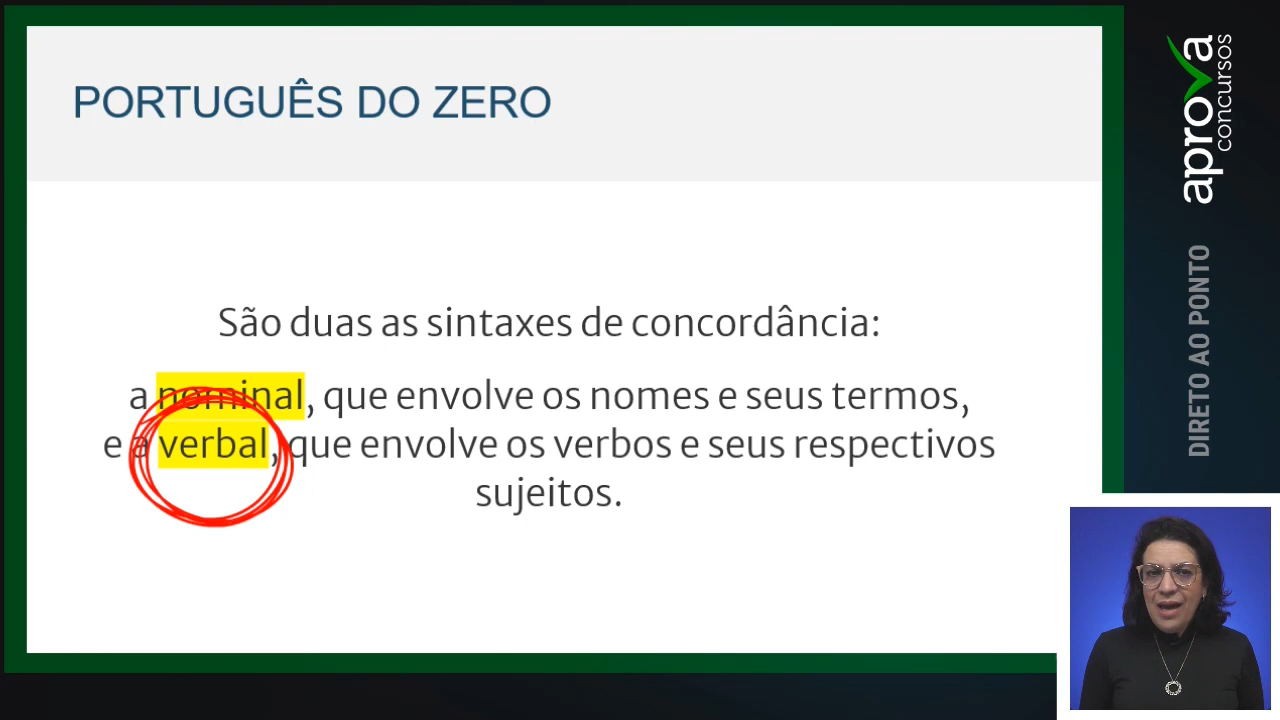 PORTUGUÊS DO ZERO
São duas as sintaxes de concordância:
a nominal, que envolve os nomes e seus termos,
e a verbal, que envolve os verbos e seus respectivos
sujeitos.
aprova
concursos
DIRETO AO PONTO